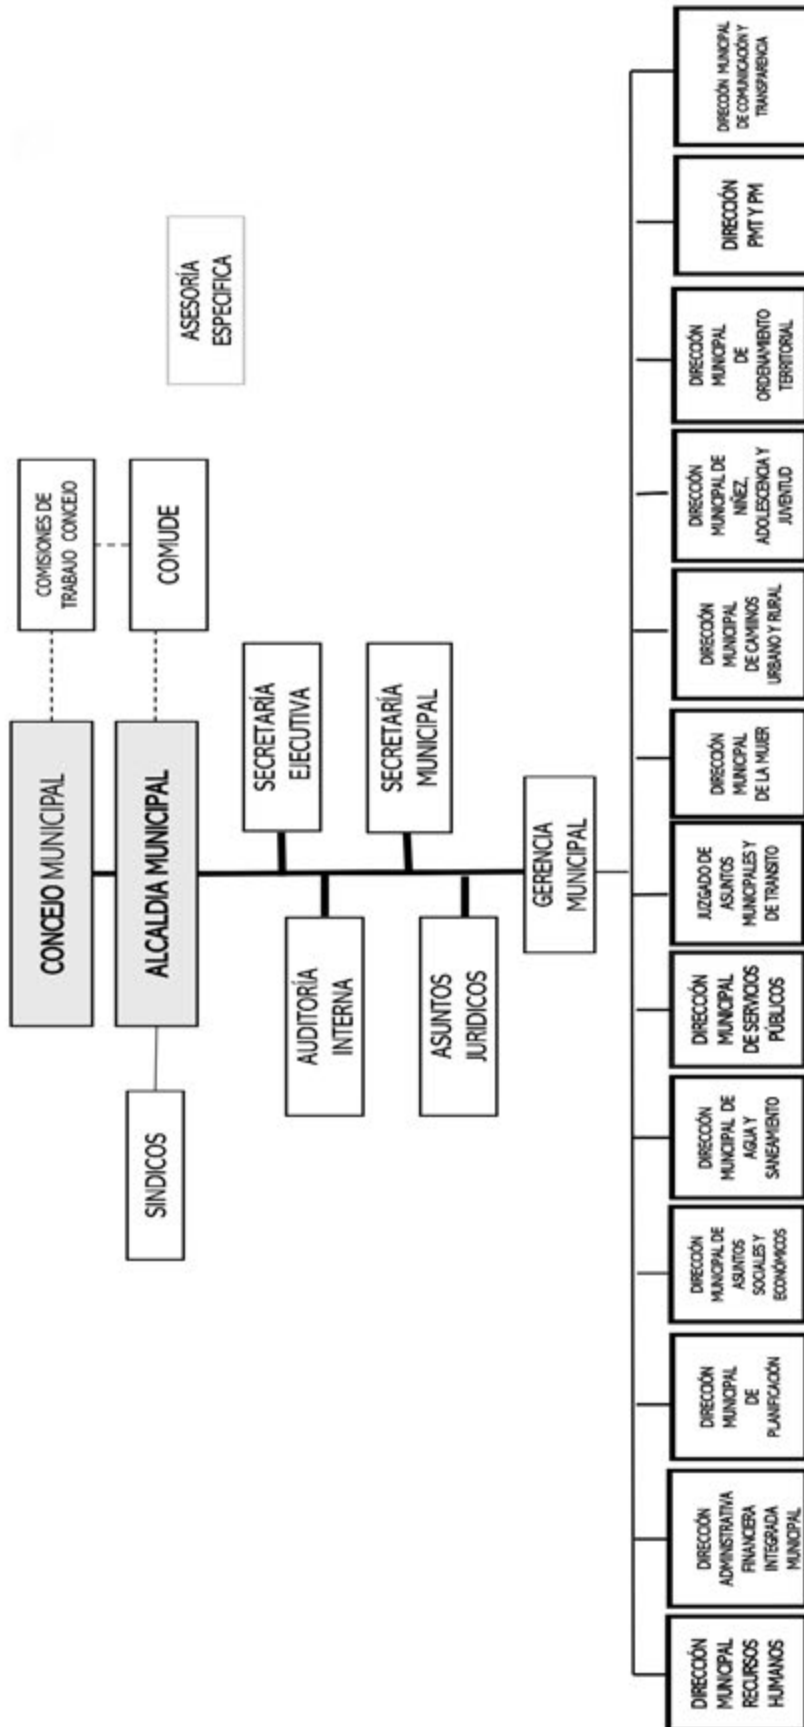 CONCEJO MUNICIPAL
COMISIONES DE
TRABAJO CONCEJO
SINDICOS
ALCALDIA MUNICIPAL
COMUDE
ASESORÍA
ESPECIFICA
SECRETARÍA
EJECUTIVA
AUDITORÍA
INTERNA
SECRETARÍA
MUNICIPAL
ASUNTOS
JURIDICOS
GERENCIA
MUNICIPAL
DIRECCIÓN
MUNICIPAL
RECURSOS
HUMANOS
DIRECCIÓN
ADMINISTRATIVA
FINANCIERA
INTEGRADA
MUNICIPAL
DIRECCIÓN
MUNICIPAL
DE
PLANIFICACIÓN
DIRECCIÓN
MUNICIPAL DE
ASUNTOS
SOCIALES Y
ECONÓMICOS
DIRECCIÓN
MUNCIIPAL DE
AGUA Y
SANEAMIENTO
DIRECCIÓN
MUNICIPAL
DE SERVICIOS
PÚBLICOS
JUZGADO DE
ASUNTOS
MUNICIPALES Y
DE TRANSITO
DIRECCIÓN
MUNICIPAL
DE LA MUJER
DIRECCIÓN
MUNICIIPAL
DE CAMIINOS
URBANO Y RURAL
DIRECCIÓN
MUNICIPAL DE
NIÑEZ,
ADOLESCENCIA Y
JUVENTUD
DIRECCIÓN
MUNICIPAL
DE
ORDENAMIENTO
TERRITORIAL
DIRECCIÓN
PMT Y PM
DIRECCIÓN MUNICIPAL
DE COMUNICACIÓN Y
TRANSPARENCIA